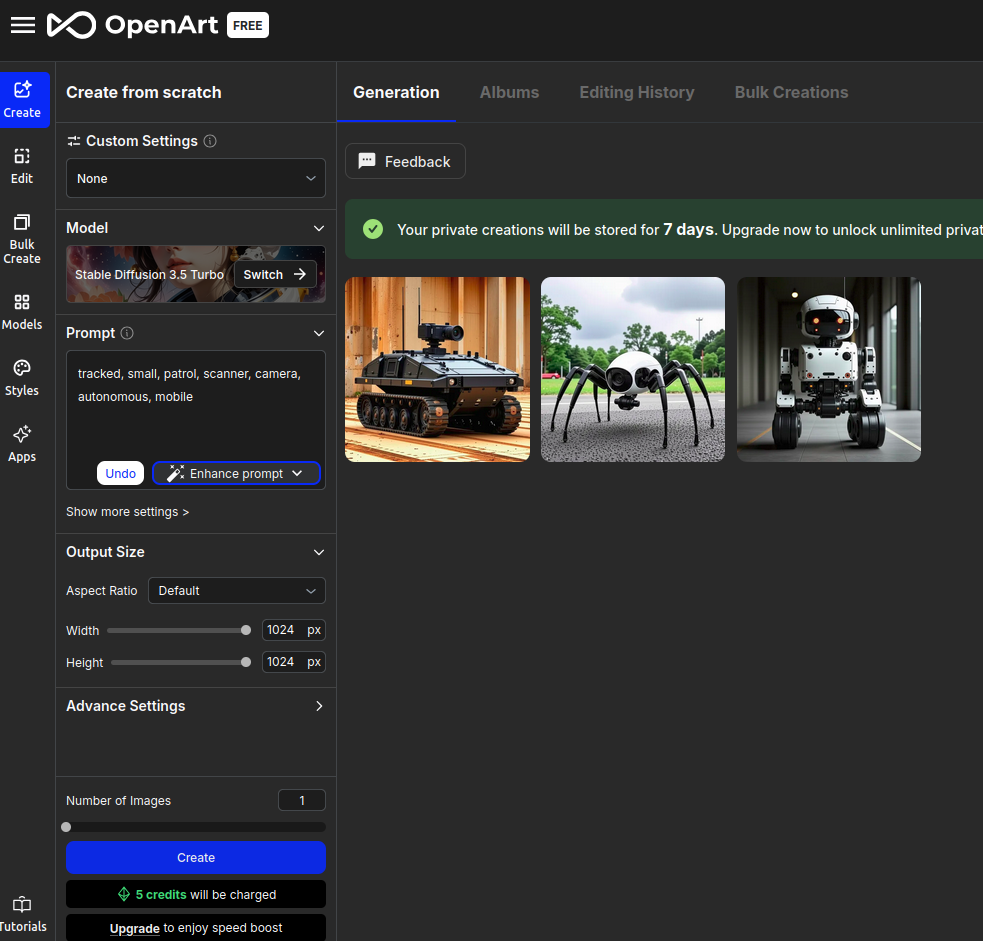 OpenArt FREE
Create
Edit
Bulk
Create
Models
Styles
Apps
Tutorials
Create from scratch
Custom Settings
None
Model
Stable Diffusion 3.5 Turbo Switch
Prompt
tracked, small, patrol, scanner, camera,
autonomous, mobile
Undo Enhance prompt
Show more settings >
Output Size
Aspect Ratio Default
Width 1024 px
Height 1024 px
Advance Settings
Number of Images 1
Create
5 credits will be charged
Upgrade to enjoy speed boost
Generation Albums Editing History Bulk Creations
Feedback
Your private creations will be stored for 7 days. Upgrade now to unlock unlimited privat